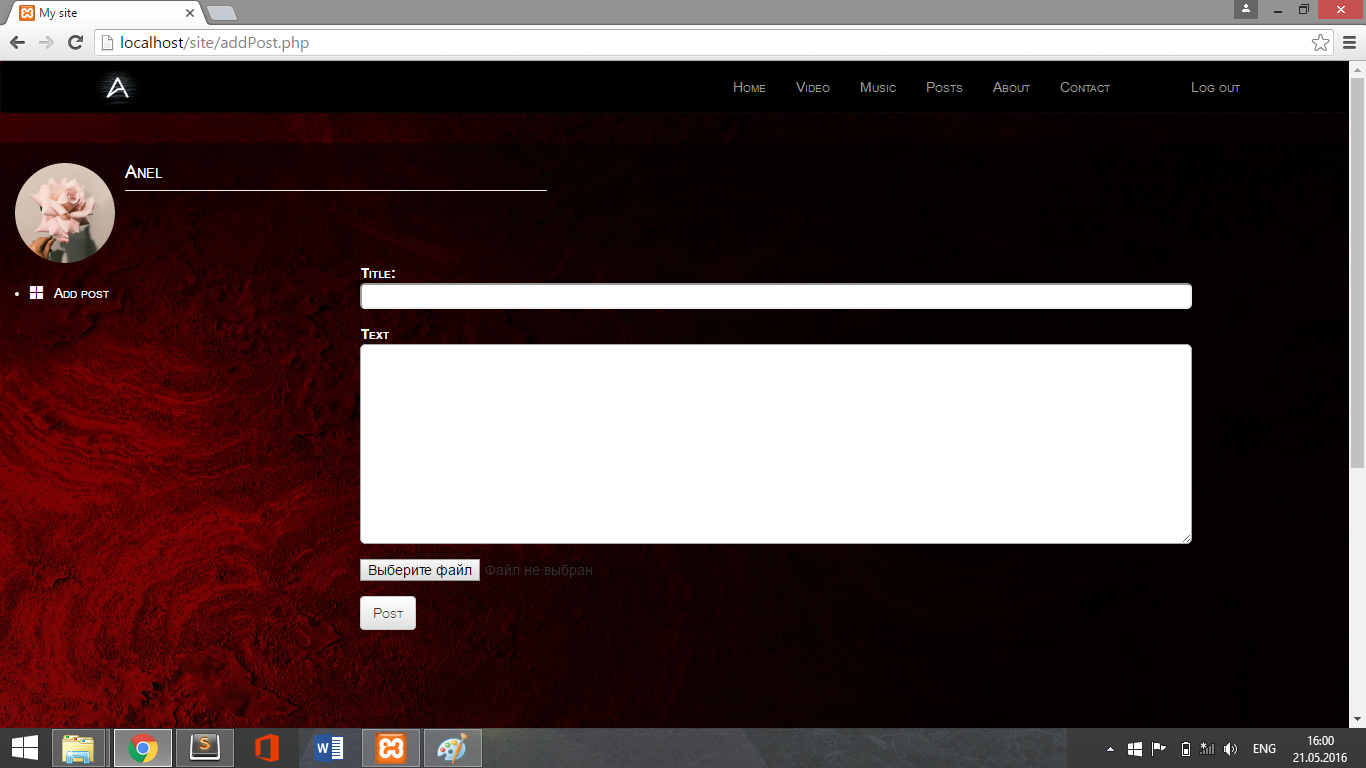 My site
localhost/site/addPost.php
Home Video Music Posts About Contact Log out
Anel
Add post
Title:
Text
Выберите файл Файл не выбран
Post
ENG 16:00
21.05.2016